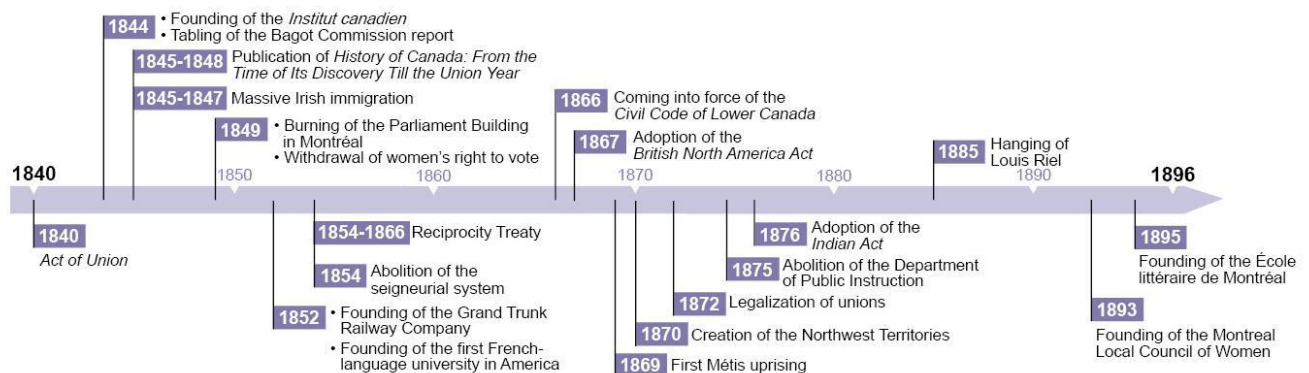 1844
• Founding of the Institut canadien
• Tabling of the Bagot Commission report
1845-1848
Publication of History of Canada: From the
Time of Its Discovery Till the Union Year
1845-1847
Massive Irish immigration
1849
• Burning of the Parliament Building
in Montréal
• Withdrawal of women's right to vote
1866
Coming into force of the
Civil Code of Lower Canada
1867
Adoption of the
British North America Act
1885
Hanging of
Louis Riel
1840
1850
1860
1870
1880
1890
1896
1840
Act of Union
1854-1866
Reciprocity Treaty
1854
Abolition of the
seigneurial system
1852
• Founding of the Grand Trunk
Railway Company
• Founding of the first French-
language university in America
1876
Adoption of the
Indian Act
1875
Abolition of the Department
of Public Instruction
1872
Legalization of unions
1870
Creation of the Northwest Territories
1869
First Métis uprising
1895
Founding of the École
littéraire de Montréal
1893
Founding of the Montreal
Local Council of Women